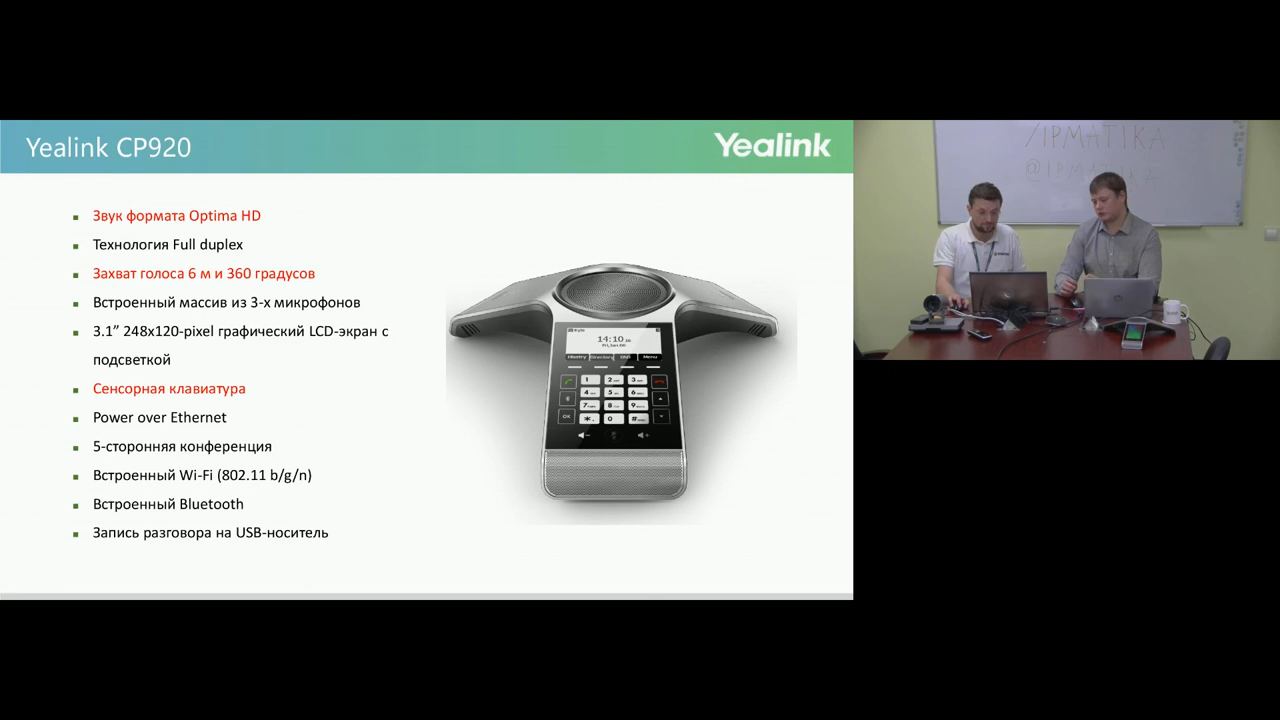 Yealink CP920
Yealink
Звук формата Optima HD
Технология Full duplex
Захват голоса 6 м и 360 градусов
Встроенный массив из 3-х микрофонов
3.1” 248x120-pixel графический LCD-экран с
подсветкой
Сенсорная клавиатура
Power over Ethernet
5-сторонняя конференция
Встроенный Wi-Fi (802.11 b/g/n)
Встроенный Bluetooth
Запись разговора на USB-носитель
14:10
History Directory DND Menu
1 2 3
4 5 6
7 8 9
OK * 0 #
/IPMATIKA
@IPMATIKA